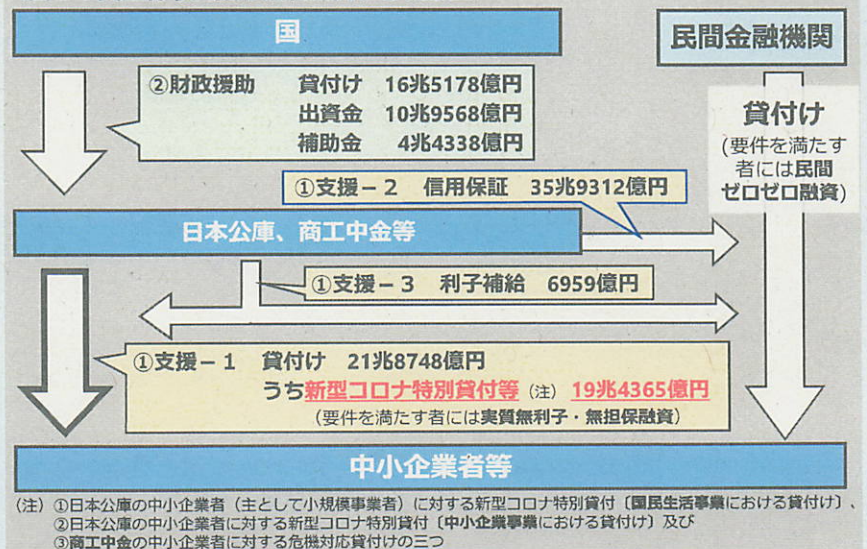 国
民間金融機関
②財政援助 貸付け 16兆5178億円
出資金 10兆9568億円
補助金 4兆4338億円
貸付け
(要件を満たす
者には民間
ゼロゼロ融資)
①支援－2 信用保証 35兆9312億円
日本公庫、商工中金等
①支援－3 利子補給 6959億円
①支援－1 貸付け 21兆8748億円
うち新型コロナ特別貸付等(注) 19兆4365億円
(要件を満たす者には実質無利子・無担保融資)
中小企業者等
(注) ①日本公庫の中小企業者（主として小規模事業者）に対する新型コロナ特別貸付〔国民生活事業における貸付け〕、
②日本公庫の中小企業者に対する新型コロナ特別貸付〔中小企業事業における貸付け〕及び
③商工中金の中小企業者に対する危機対応貸付けの三つ